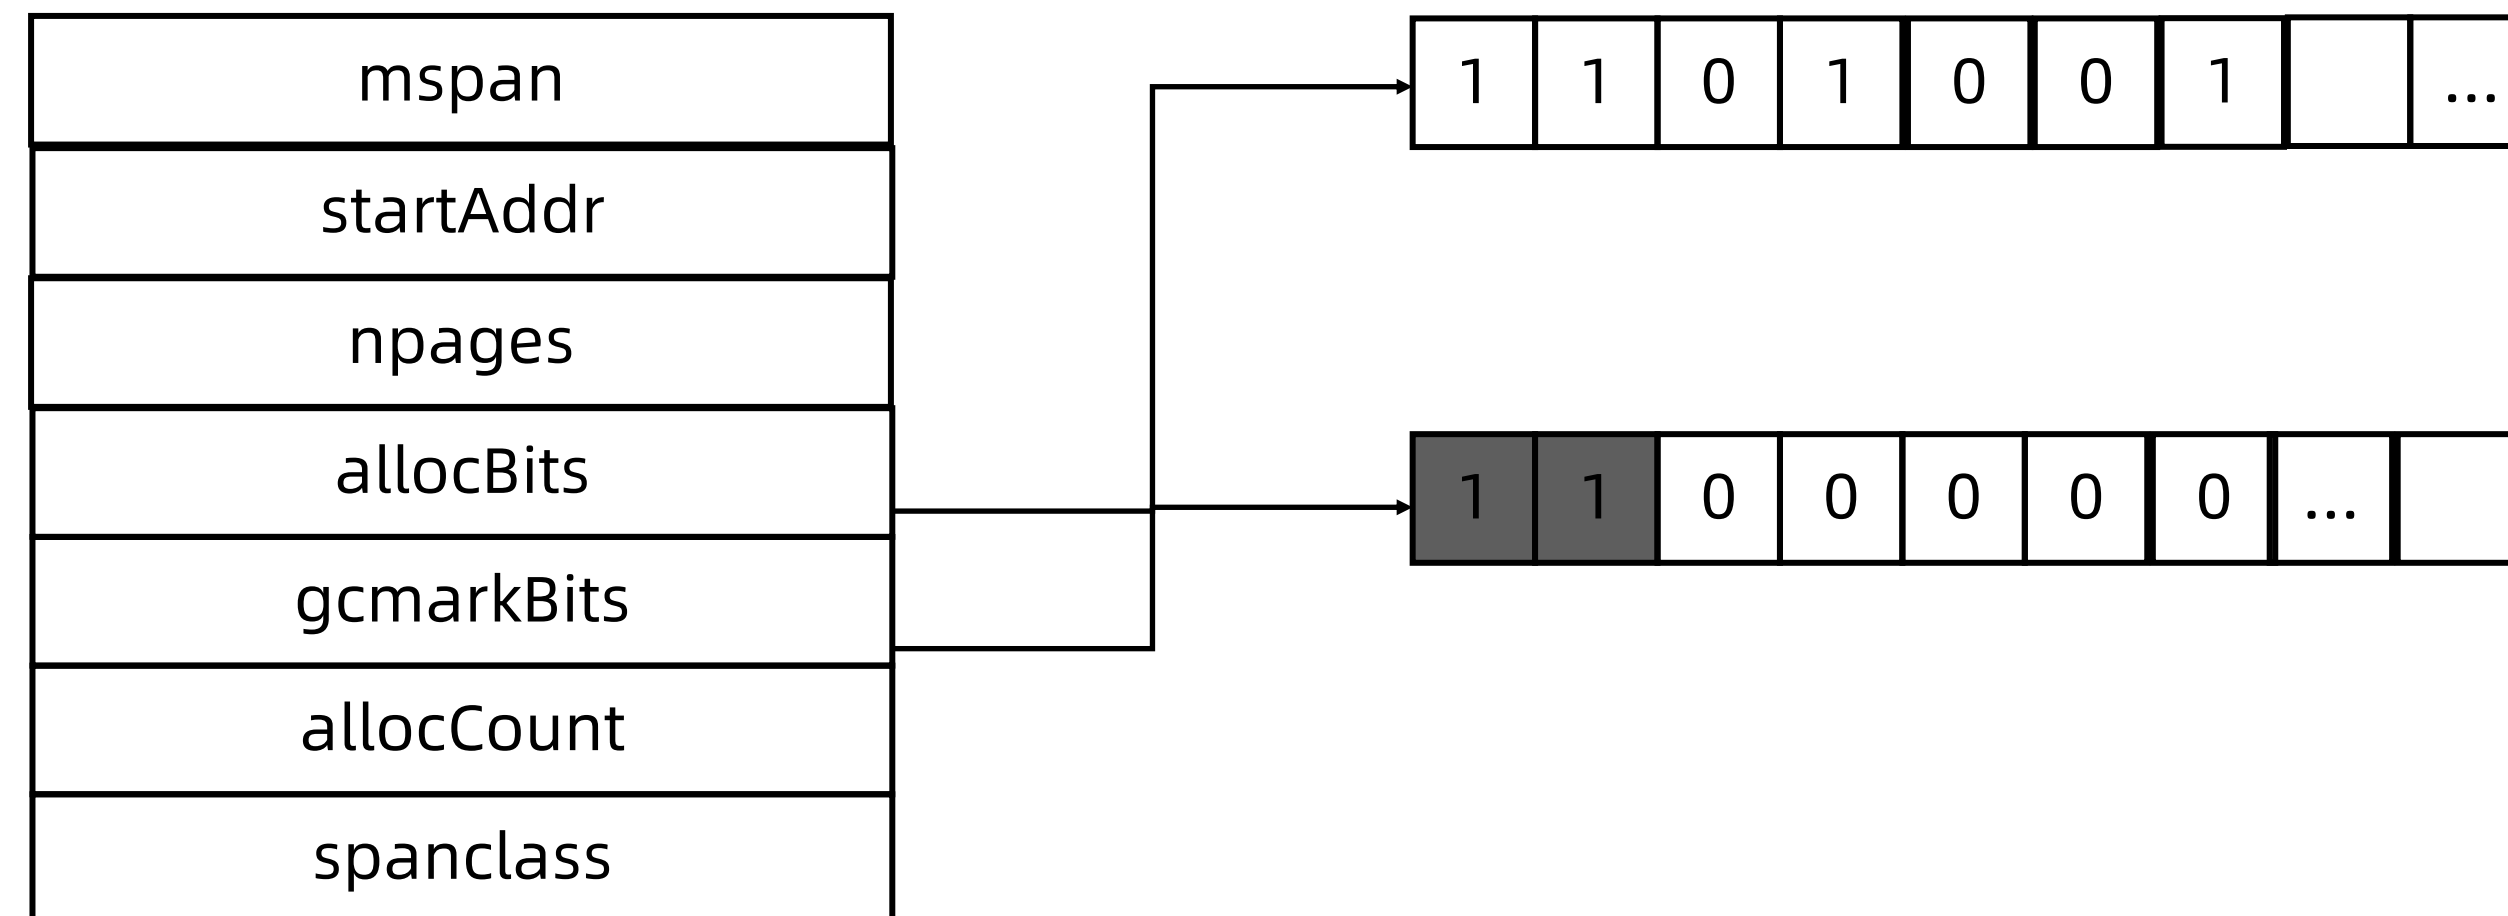 mspan
startAddr
npages
allocBits
gcmarkBits
allocCount
spanclass
1 1 0 1 0 0 1 ...
1 1 0 0 0 0 0 ...